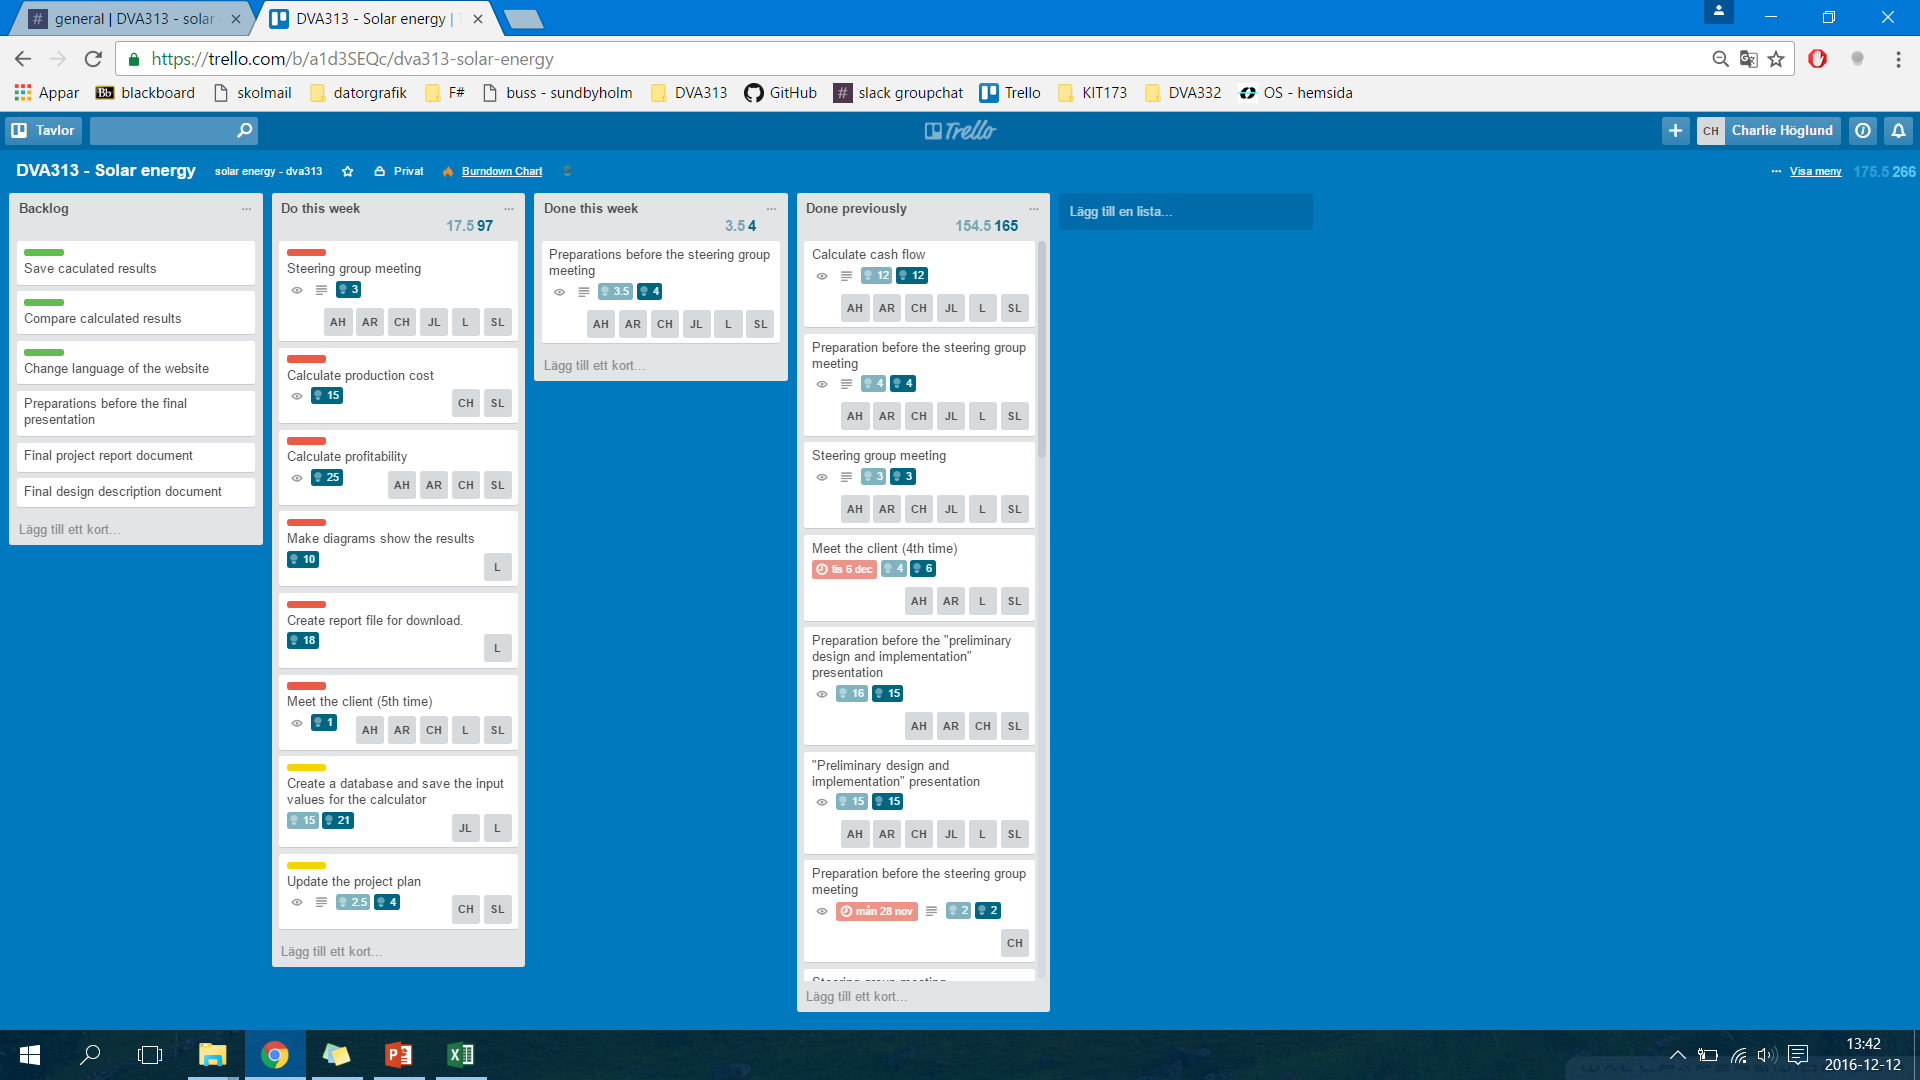 general | DVA313 - solar
DVA313 - Solar energy |
https://trello.com/b/a1d3SEQc/dva313-solar-energy
Appar
Bb blackboard
skolmail
datorgrafik
F#
buss - sundbyholm
DVA313
GitHub
# slack groupchat
Trello
KIT173
DVA332
OS - hemsida
Tavlor
Trello
CH Charlie Höglund
DVA313 - Solar energy
solar energy - dva313
Privat
Burndown Chart
... Visa meny
175.5 266
Backlog
Save caculated results
Compare calculated results
Change language of the website
Preparations before the final
presentation
Final project report document
Final design description document
Lägg till ett kort...
Do this week
17.5 97
Steering group meeting
3
AH AR CH JL L SL
Calculate production cost
15
CH SL
Calculate profitability
25
AH AR CH SL
Make diagrams show the results
10
L
Create report file for download.
18
L
Meet the client (5th time)
1
AH AR CH L SL
Create a database and save the input
values for the calculator
15 21
JL L
Update the project plan
2.5 4
CH SL
Lägg till ett kort...
Done this week
3.5 4
Preparations before the steering group
meeting
3.5 4
AH AR CH JL L SL
Lägg till ett kort...
Done previously
154.5 165
Calculate cash flow
12 12
AH AR CH JL L SL
Preparation before the steering group
meeting
4 4
AH AR CH JL L SL
Steering group meeting
3 3
AH AR CH JL L SL
Meet the client (4th time)
tis 6 dec 4 6
AH AR L SL
Preparation before the "preliminary
design and implementation"
presentation
16 15
AH AR CH SL
"Preliminary design and
implementation" presentation
15 15
AH AR CH JL L SL
Preparation before the steering group
meeting
mån 28 nov 2 2
CH
Steering group meeting
Lägg till ett kort...
Lägg till en lista...
13:42
2016-12-12